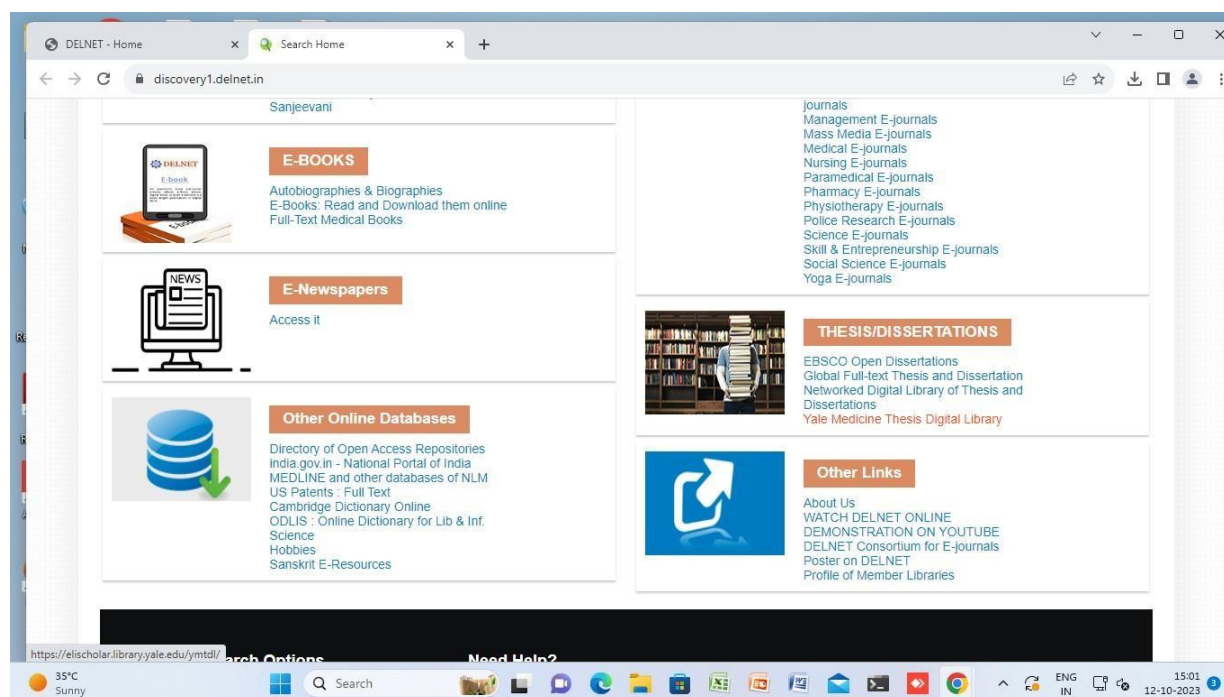 DELNET - Home
Search Home
discovery1.delnet.in
Sanjeevani
DELNET
E-book
E-BOOKS
Autobiographies & Biographies
E-Books: Read and Download them online
Full-Text Medical Books
NEWS
E-Newspapers
Access it
Other Online Databases
Directory of Open Access Repositories
india.gov.in - National Portal of India
MEDLINE and other databases of NLM
US Patents : Full Text
Cambridge Dictionary Online
ODLIS : Online Dictionary for Lib & Inf.
Science
Hobbies
Sanskrit E-Resources
journals
Management E-journals
Mass Media E-journals
Medical E-journals
Nursing E-journals
Paramedical E-journals
Pharmacy E-journals
Physiotherapy E-journals
Police Research E-journals
Science E-journals
Skill & Entrepreneurship E-journals
Social Science E-journals
Yoga E-journals
THESIS/DISSERTATIONS
EBSCO Open Dissertations
Global Full-text Thesis and Dissertation
Networked Digital Library of Thesis and
Dissertations
Yale Medicine Thesis Digital Library
Other Links
About Us
WATCH DELNET ONLINE
DEMONSTRATION ON YOUTUBE
DELNET Consortium for E-journals
Poster on DELNET
Profile of Member Libraries
https://elischolar.library.yale.edu/ymtdl/
Options
Need Help?
35°C
Sunny
Search
ENG
IN
15:01
12-10-2023
3